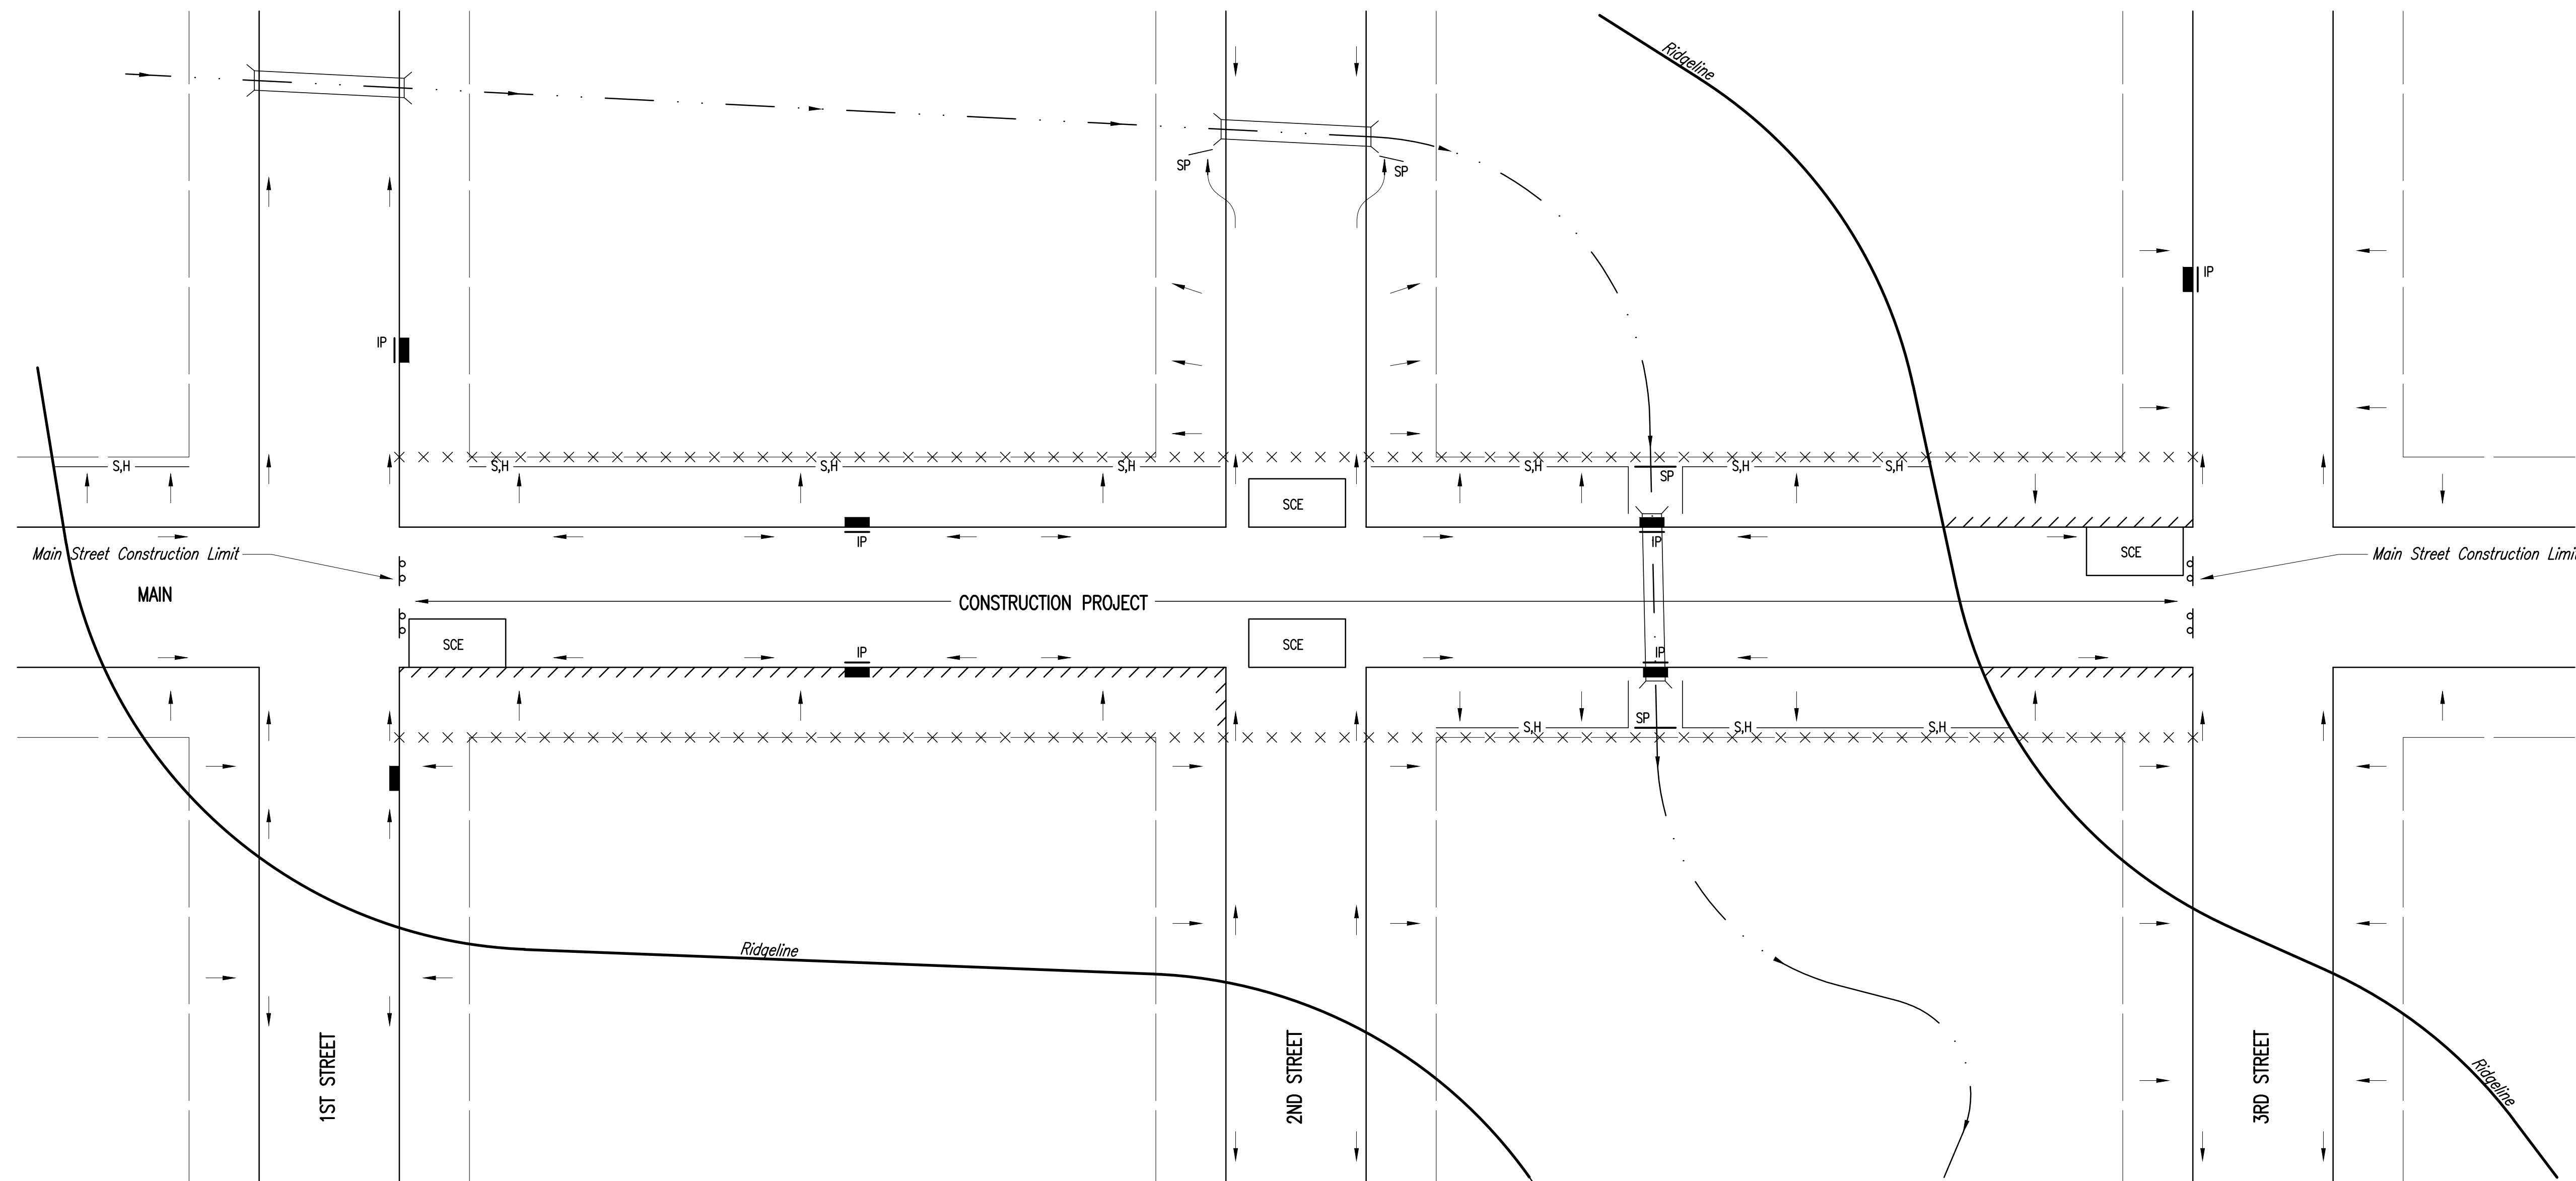 Ridgeline
SP
SP
IP
IP
S,H
S,H
S,H
S,H
S,H
S,H
S,H
SP
SCE
IP
IP
Main Street Construction Limit
SCE
Main Street Construction Limi
MAIN
CONSTRUCTION PROJECT
SCE
SCE
IP
IP
SP
S,H
S,H
S,H
Ridgeline
1ST STREET
2ND STREET
3RD STREET
Ridgeline